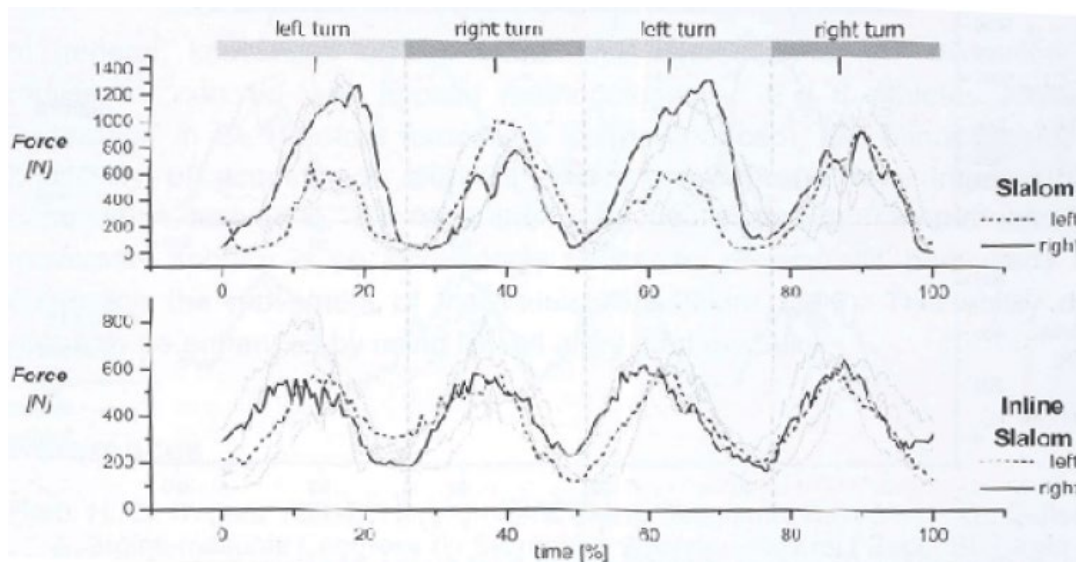 left turn right turn left turn right turn
1400
1200
1000
800
600
400
200
0
Force
[N]
Slalom
left
right
0 20 40 60 80 100
800
600
400
200
0
Force
[N]
Inline
Slalom
left
right
0 20 40 60 80 100
time [%]